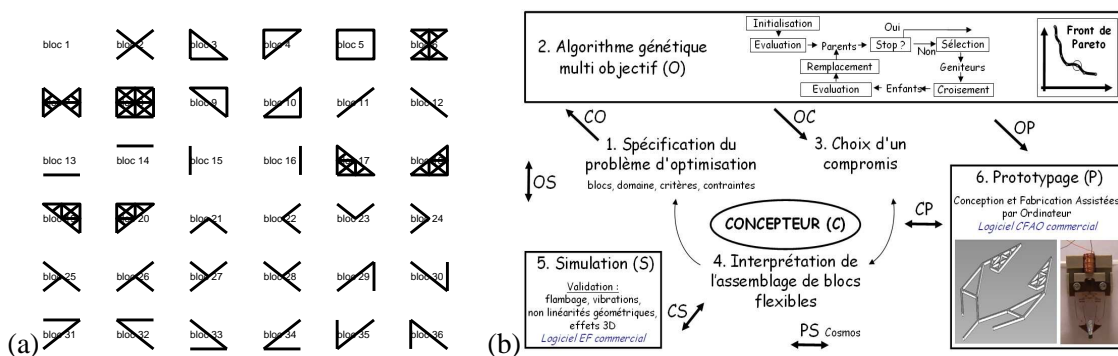 bloc 1 bloc 2 bloc 3 bloc 4 bloc 5 bloc 6
bloc 7 bloc 8 bloc 9 bloc 10 bloc 11 bloc 12
bloc 13 bloc 14 bloc 15 bloc 16 bloc 17 bloc 18
bloc 19 bloc 20 bloc 21 bloc 22 bloc 23 bloc 24
bloc 25 bloc 26 bloc 27 bloc 28 bloc 29 bloc 30
bloc 31 bloc 32 bloc 33 bloc 34 bloc 35 bloc 36
(a)
(b)
2. Algorithme génétique
multi objectif (O)
Initialisation
Evaluation
Parents
Stop ?
Oui
Non
Sélection
Geniteurs
Croisement
Enfants
Evaluation
Remplacement
Front de
Pareto
CO
OC
OP
OS
1. Spécification du
problème d'optimisation
blocs, domaine, critères, contraintes
3. Choix d'un
compromis
CONCEPTEUR (C)
CP
6. Prototypage (P)
Conception et Fabrication Assistées
par Ordinateur
Logiciel CFAO commercial
4. Interprétation de
l'assemblage de blocs
flexibles
5. Simulation (S)
Validation :
flambage, vibrations,
non linéarités géométriques,
effets 3D
Logiciel EF commercial
CS
PS Cosmos